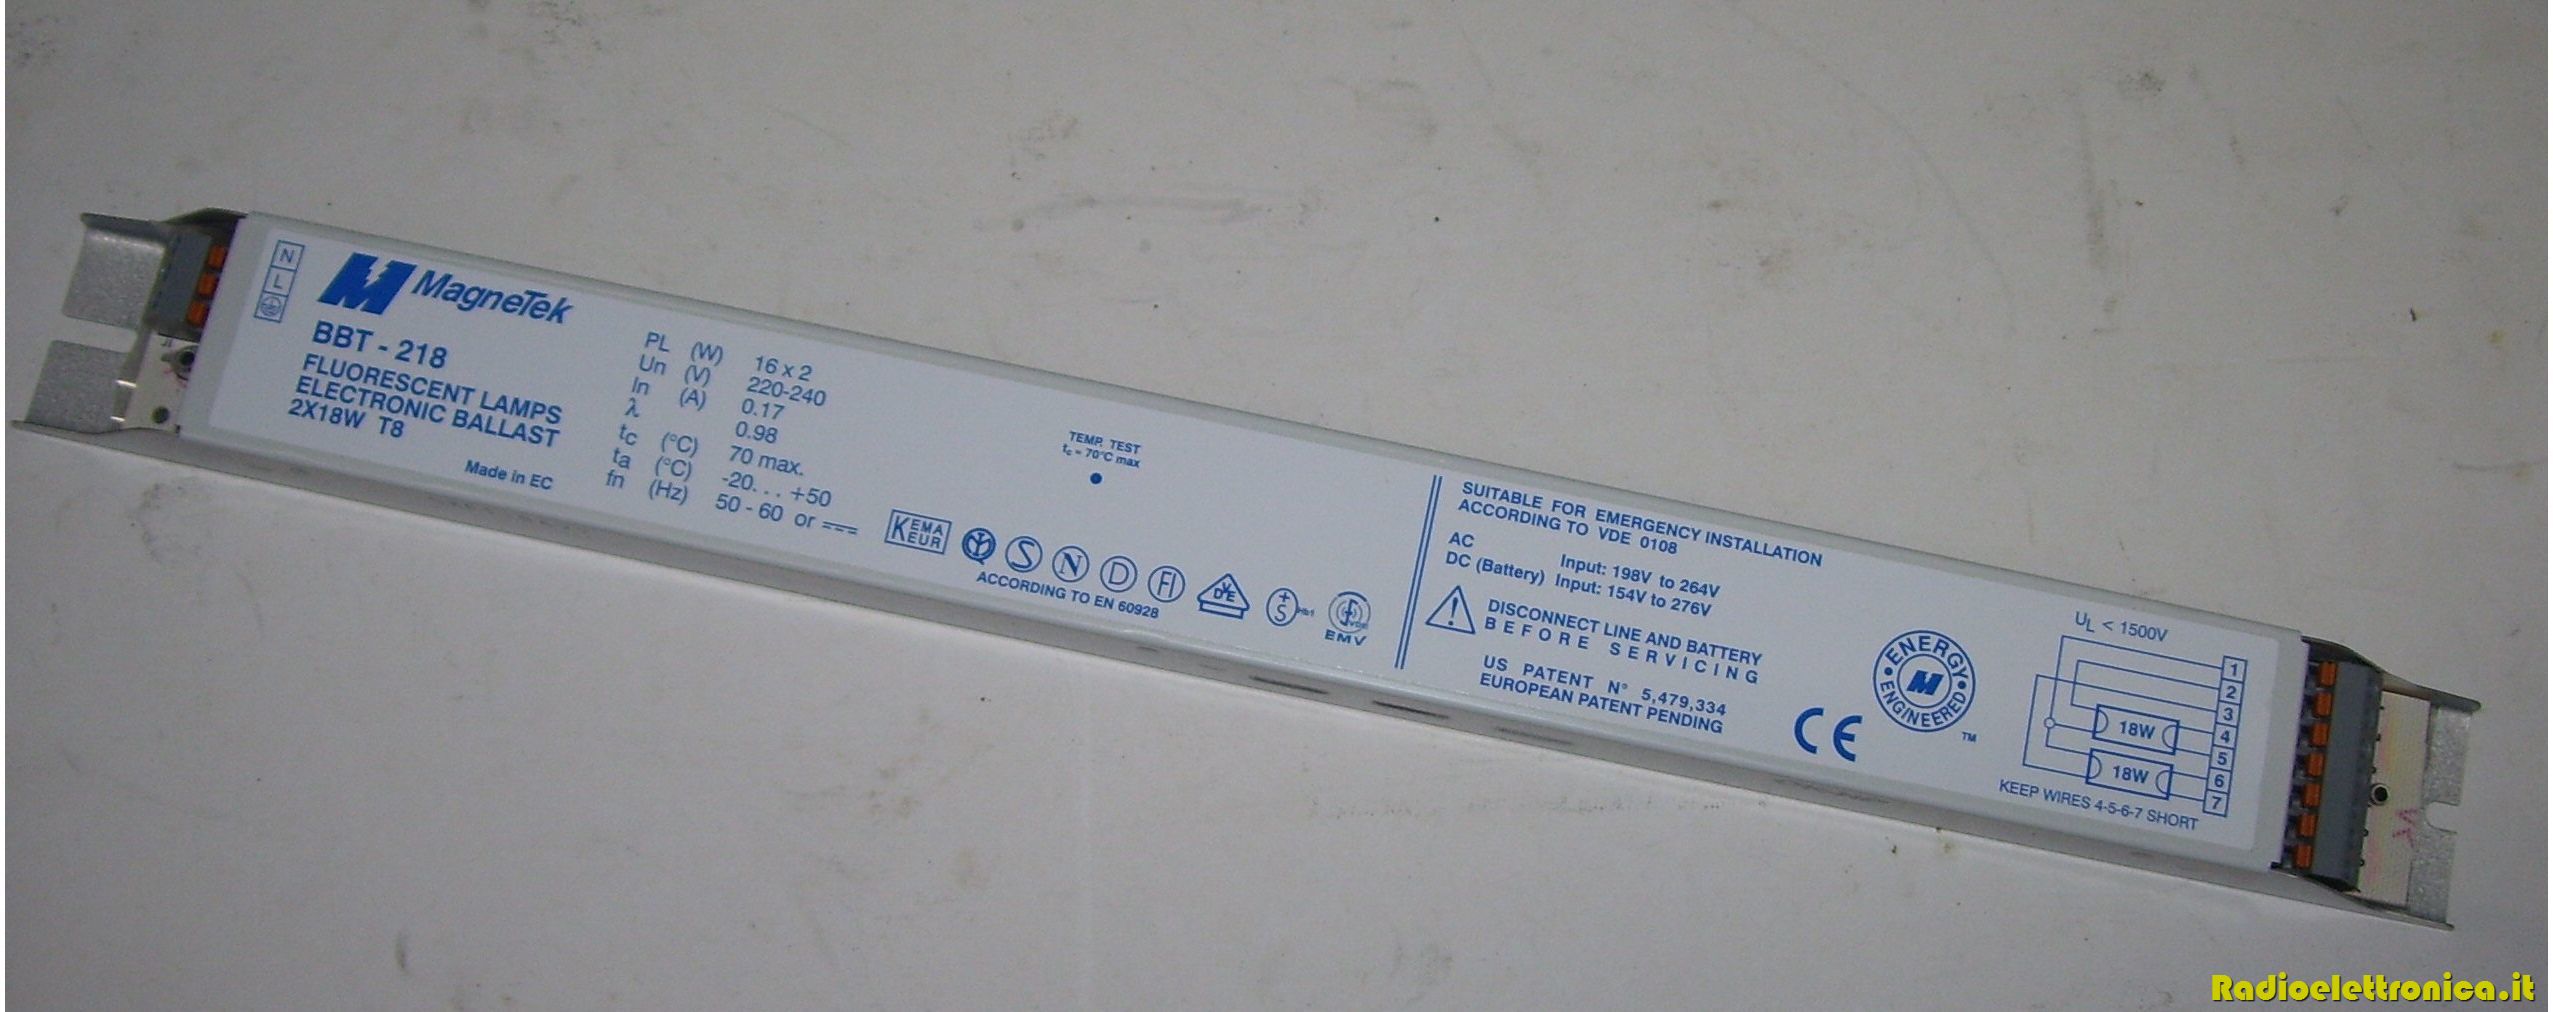 N
L
MagneTek
BBT - 218
FLUORESCENT LAMPS
ELECTRONIC BALLAST
2X18W T8
Made in EC
PL (W) 16 x 2
Un (V) 220-240
In (A) 0.17
λ 0.98
tc (°C) 70 max.
ta (°C) -20. . . +50
fn (Hz) 50 - 60 or ⎓
TEMP. TEST
tc = 70°C max
KEMA
EUR
S N D FI
VDE
+
S
EMV
ACCORDING TO EN 60928
SUITABLE FOR EMERGENCY INSTALLATION
ACCORDING TO VDE 0108
AC Input: 198V to 264V
DC (Battery) Input: 154V to 276V
DISCONNECT LINE AND BATTERY
BEFORE SERVICING
US PATENT N° 5,479,334
EUROPEAN PATENT PENDING
CE
ENERGY
M
ENGINEERED
TM
UL < 1500V
1
2
3
18W 4
5
18W 6
7
KEEP WIRES 4-5-6-7 SHORT
Radioelettronica.it